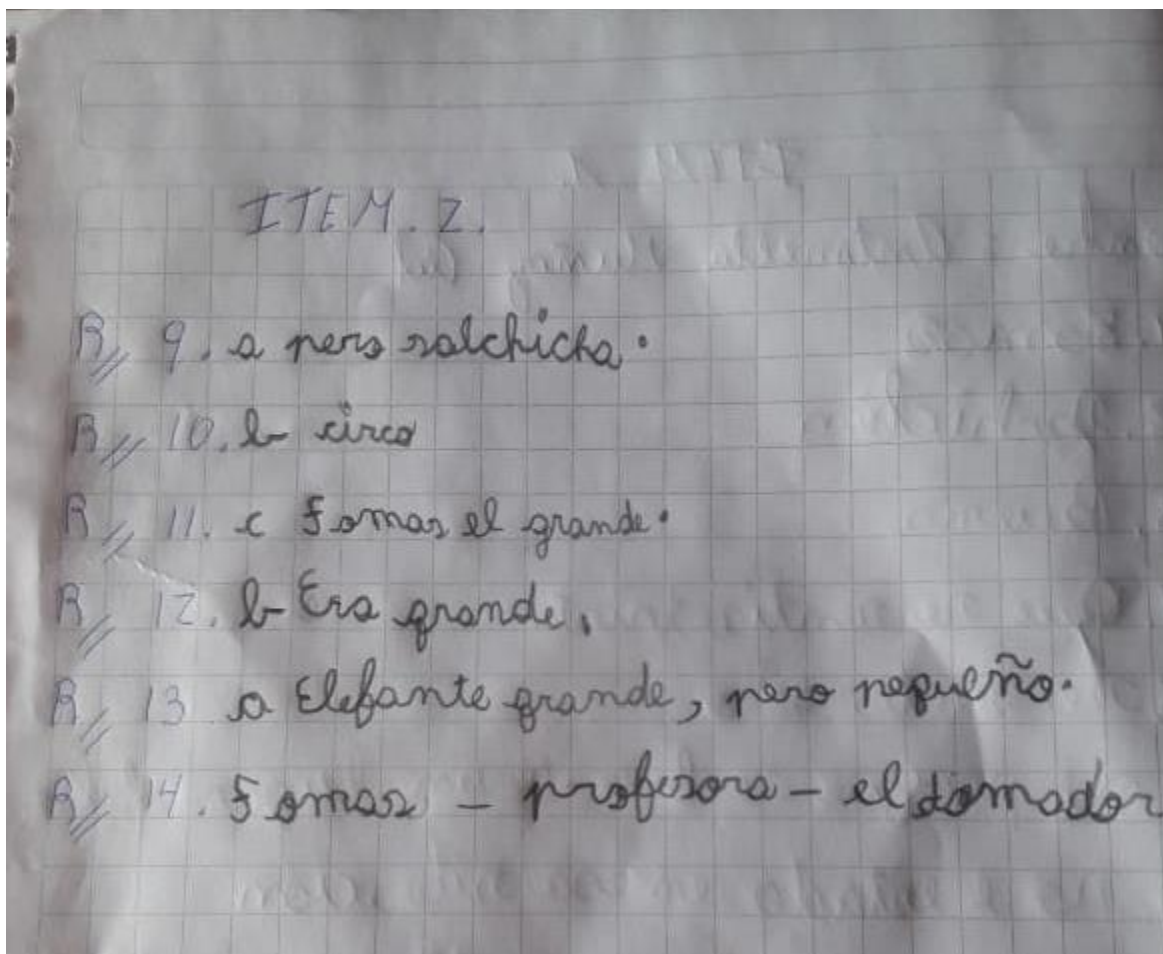 ITEM. 2.
R// 9. a pero salchicha.
R// 10. b- circo
R// 11. c Tomas el grande.
R// 12. b- Era grande.
R// 13 a Elefante grande, pero pequeño.
R// 14. Tomas - profesora - el domador